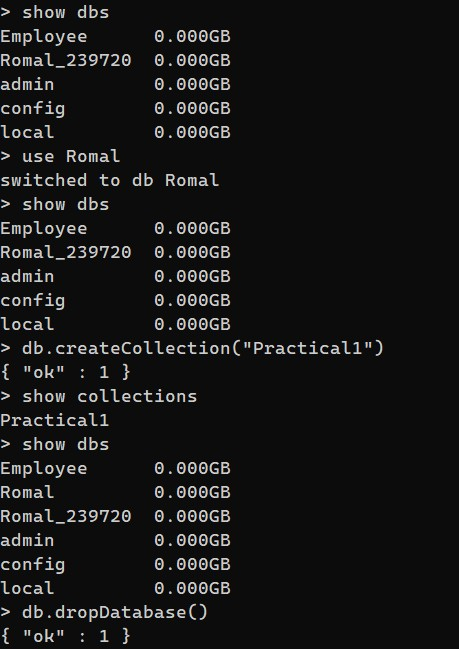 > show dbs
Employee       0.000GB
Romal_239720  0.000GB
admin          0.000GB
config         0.000GB
local          0.000GB
> use Romal
switched to db Romal
> show dbs
Employee       0.000GB
Romal_239720  0.000GB
admin          0.000GB
config         0.000GB
local          0.000GB
> db.createCollection("Practical1")
{ "ok" : 1 }
> show collections
Practical1
> show dbs
Employee       0.000GB
Romal          0.000GB
Romal_239720  0.000GB
admin          0.000GB
config         0.000GB
local          0.000GB
> db.dropDatabase()
{ "ok" : 1 }